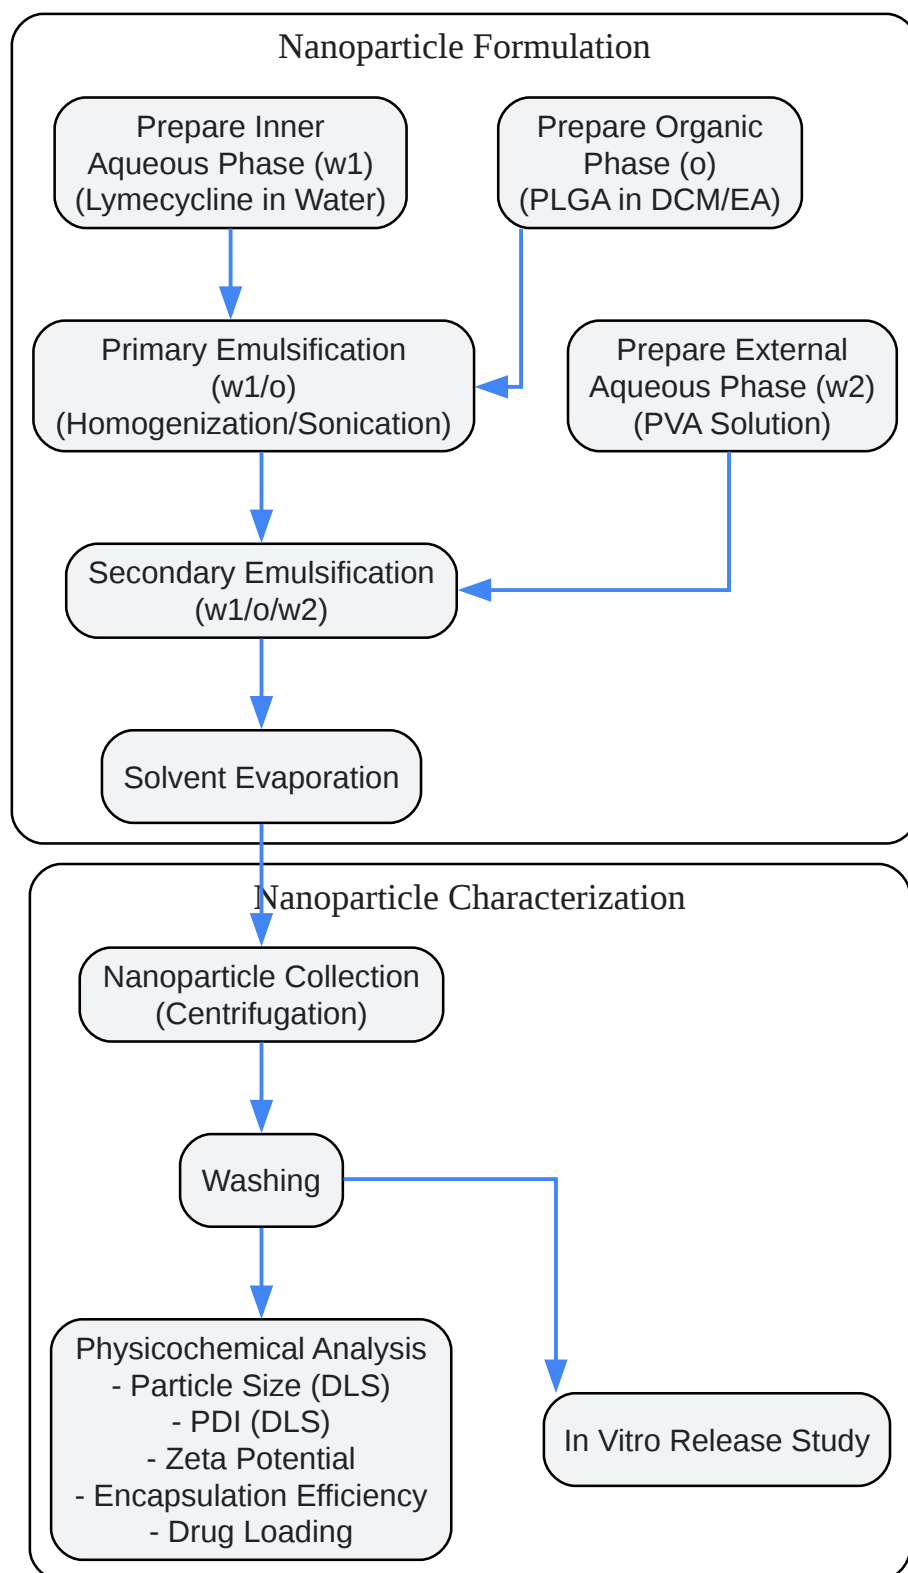 Nanoparticle Formulation
Prepare Inner
Aqueous Phase (w1)
(Lymecycline in Water)
Prepare Organic
Phase (o)
(PLGA in DCM/EA)
Primary Emulsification
(w1/o)
(Homogenization/Sonication)
Prepare External
Aqueous Phase (w2)
(PVA Solution)
Secondary Emulsification
(w1/o/w2)
Solvent Evaporation
Nanoparticle Characterization
Nanoparticle Collection
(Centrifugation)
Washing
Physicochemical Analysis
- Particle Size (DLS)
- PDI (DLS)
- Zeta Potential
- Encapsulation Efficiency
- Drug Loading
In Vitro Release Study